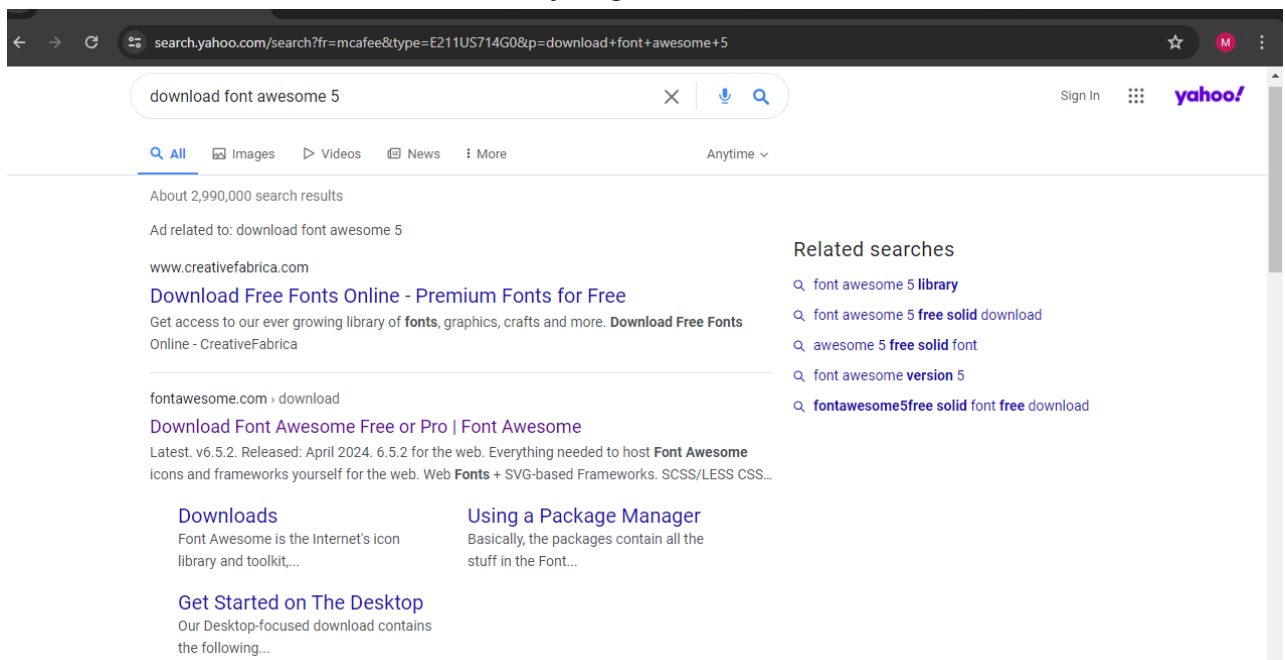 search.yahoo.com/search?fr=mcafee&type=E211US714G0&p=download+font+awesome+5
M
download font awesome 5
Sign In
yahoo!
All
Images
Videos
News
More
Anytime
About 2,990,000 search results
Ad related to: download font awesome 5
www.creativefabrica.com
Download Free Fonts Online - Premium Fonts for Free
Get access to our ever growing library of fonts, graphics, crafts and more. Download Free Fonts
Online - CreativeFabrica
fontawesome.com › download
Download Font Awesome Free or Pro | Font Awesome
Latest. v6.5.2. Released: April 2024. 6.5.2 for the web. Everything needed to host Font Awesome
icons and frameworks yourself for the web. Web Fonts + SVG-based Frameworks. SCSS/LESS CSS...
Downloads
Font Awesome is the Internet's icon
library and toolkit,...
Using a Package Manager
Basically, the packages contain all the
stuff in the Font...
Get Started on The Desktop
Our Desktop-focused download contains
the following...
Related searches
font awesome 5 library
font awesome 5 free solid download
awesome 5 free solid font
font awesome version 5
fontawesome5free solid font free download